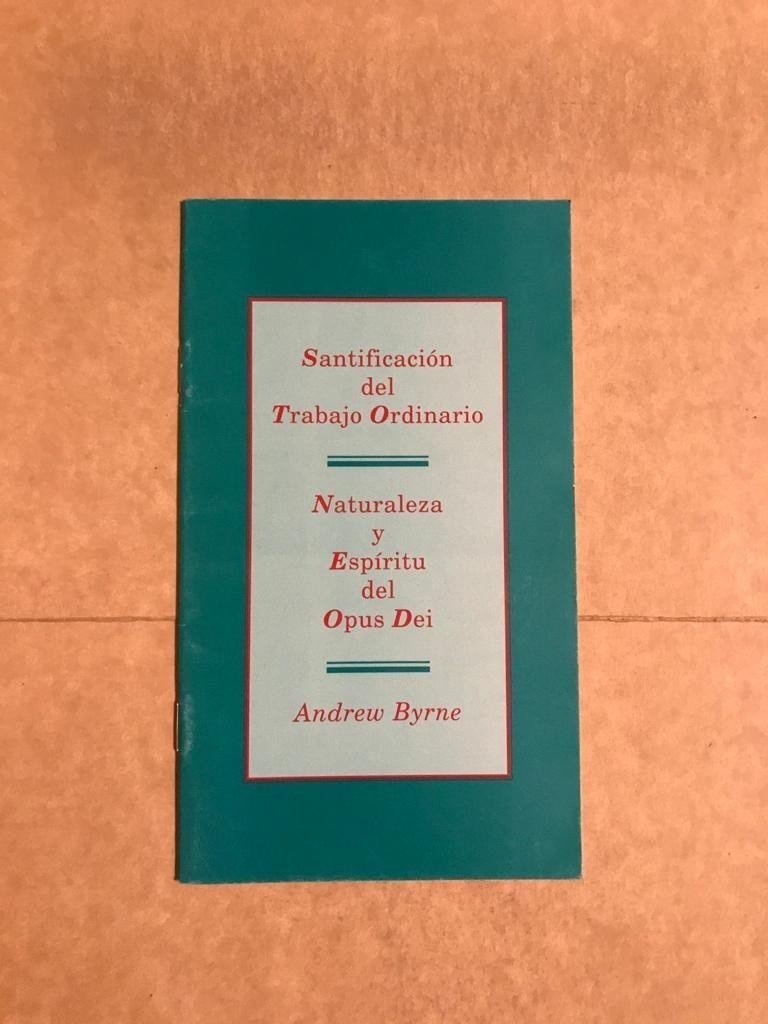 Santificación
del
Trabajo Ordinario
Naturaleza
y
Espíritu
del
Opus Dei
Andrew Byrne